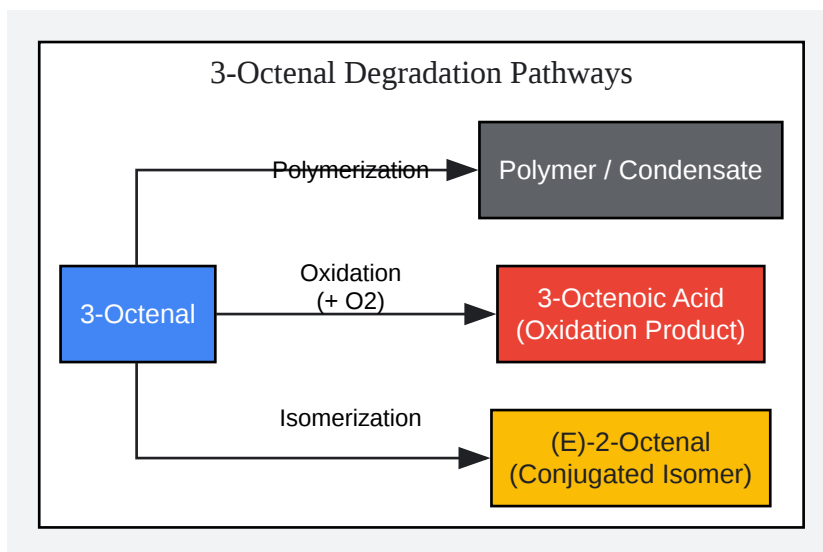 3-Octenal Degradation Pathways
Polymerization
Polymer / Condensate
3-Octenal
Oxidation
(+ O2)
3-Octenoic Acid
(Oxidation Product)
Isomerization
(E)-2-Octenal
(Conjugated Isomer)